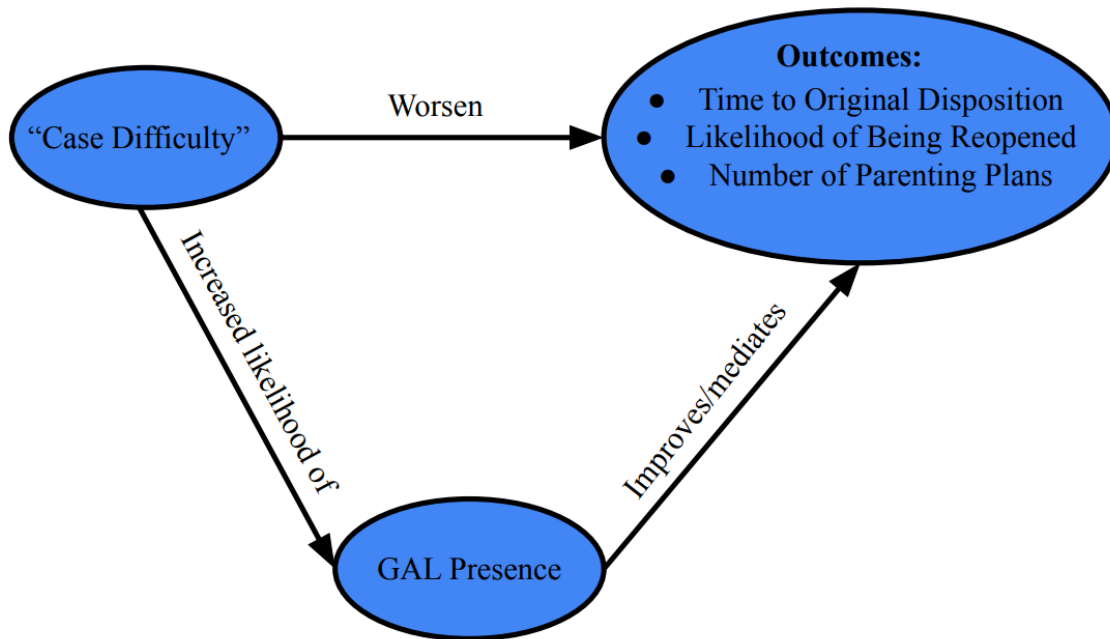 Outcomes:
● Time to Original Disposition
● Likelihood of Being Reopened
● Number of Parenting Plans
“Case Difficulty”
Worsen
Increased likelihood of
Improves/mediates
GAL Presence